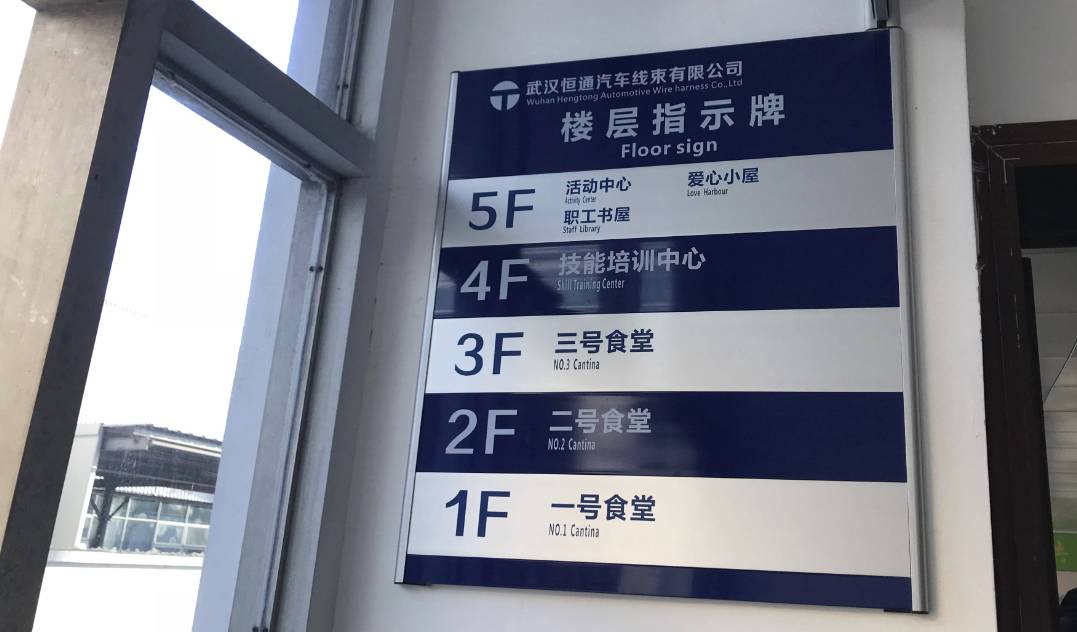 武汉恒通汽车线束有限公司
Wuhan Hengtong Automotive Wire harness Co.,Ltd
楼层指示牌
Floor sign
5F
活动中心 爱心小屋
Activity Center Love Harbour
职工书屋
Staff Library
4F
技能培训中心
Skill Training Center
3F
三号食堂
NO.3 Cantina
2F
二号食堂
NO.2 Cantina
1F
一号食堂
NO.1 Cantina